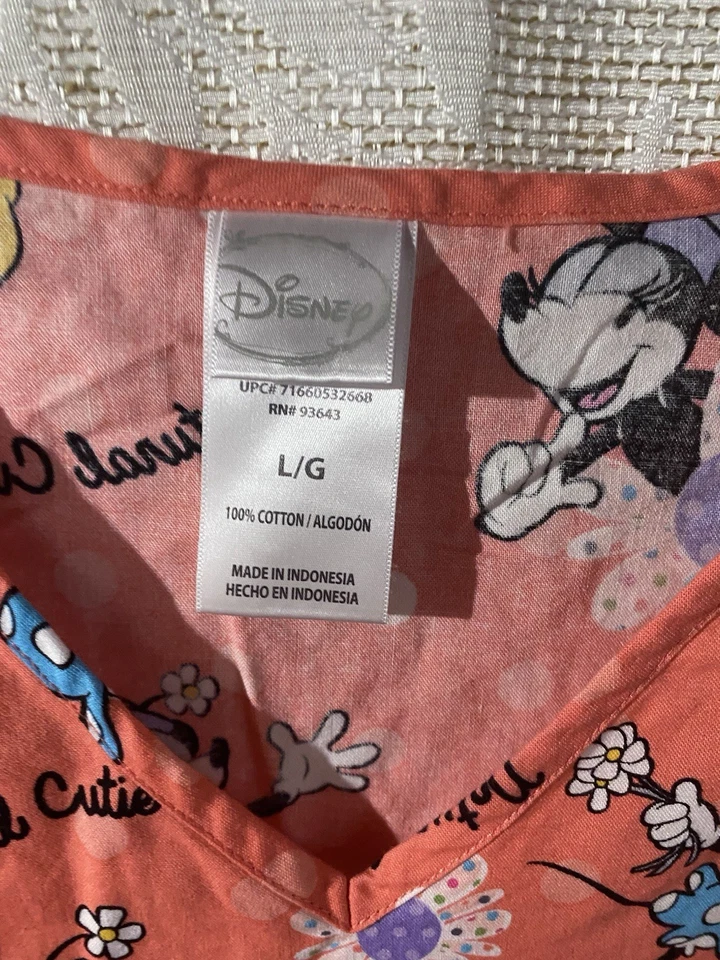 Disney
UPC# 71660532668
RN# 93643
L/G
100% COTTON / ALGODÓN
MADE IN INDONESIA
HECHO EN INDONESIA
Cutie